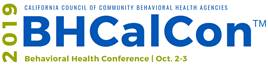 2019
CALIFORNIA COUNCIL OF COMMUNITY BEHAVIORAL HEALTH AGENCIES
BHCalCon™
Behavioral Health Conference | Oct. 2-3